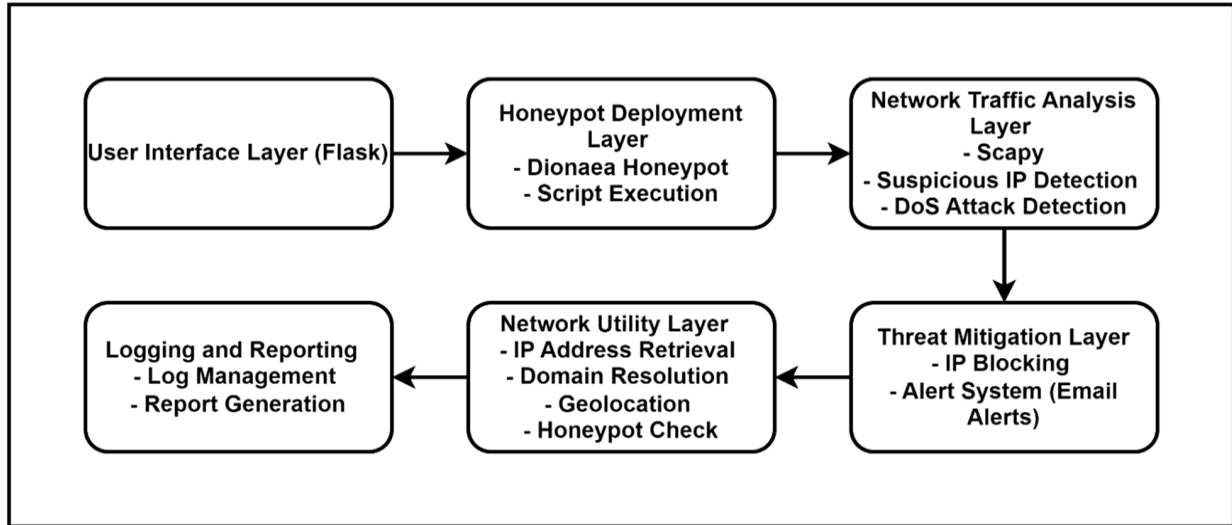 User Interface Layer (Flask)
Honeypot Deployment
Layer
- Dionaea Honeypot
- Script Execution
Network Traffic Analysis
Layer
- Scapy
- Suspicious IP Detection
- DoS Attack Detection
Logging and Reporting
- Log Management
- Report Generation
Network Utility Layer
- IP Address Retrieval
- Domain Resolution
- Geolocation
- Honeypot Check
Threat Mitigation Layer
- IP Blocking
- Alert System (Email
Alerts)